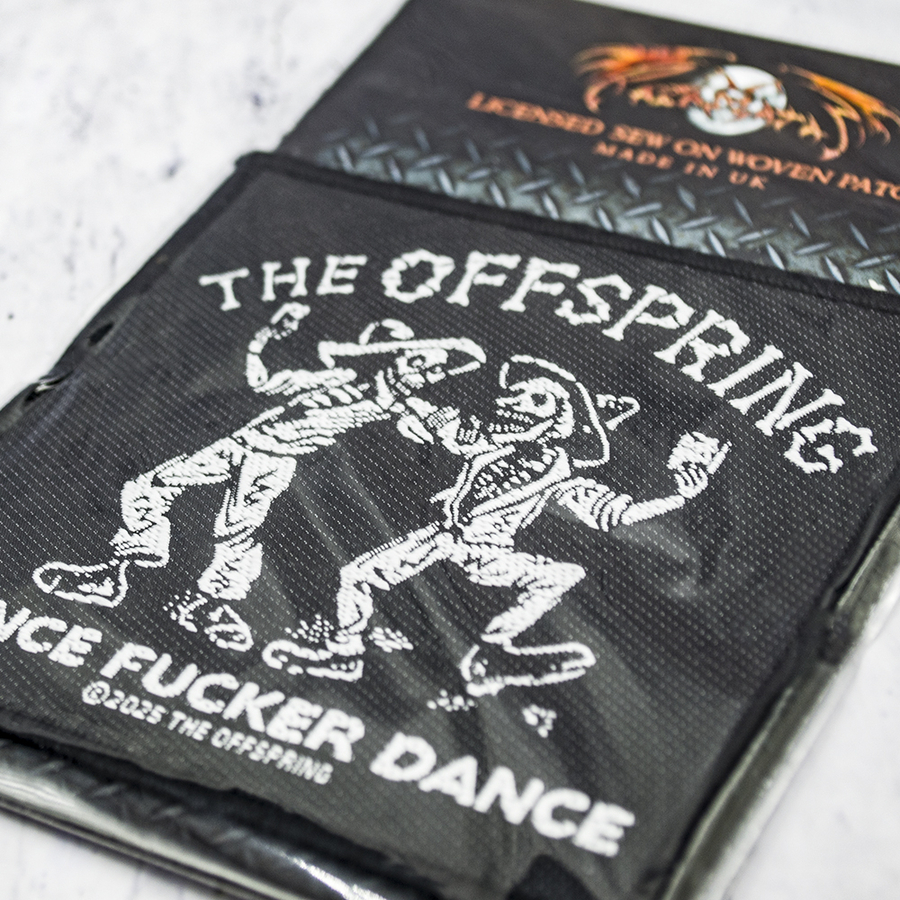 LICENSED SEW ON WOVEN PATC
MADE IN UK
THE OFFSPRING
NCE FUCKER DANCE
©2025 THE OFFSPRING